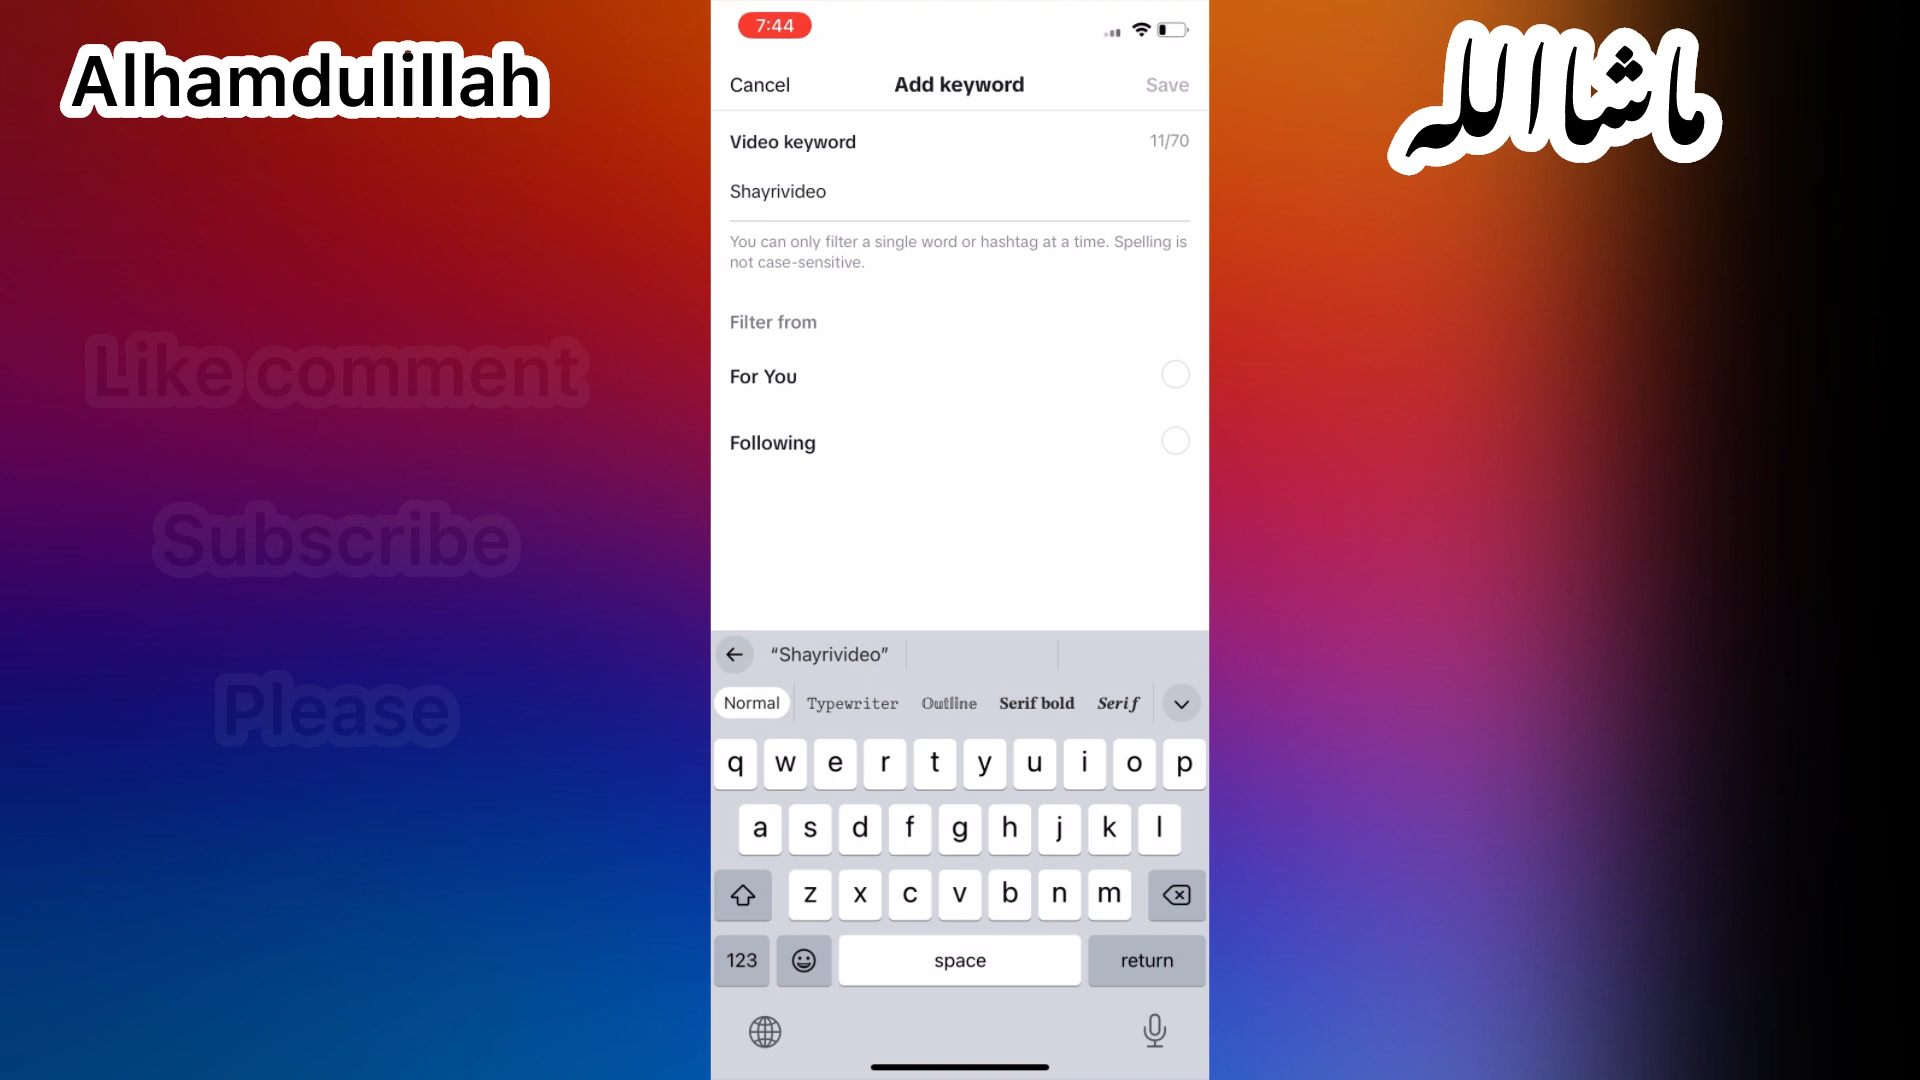 Alhamdulillah
ماشاالله
Like comment
Subscribe
Please
7:44
Cancel
Add keyword
Save
Video keyword
11/70
Shayrivideo
You can only filter a single word or hashtag at a time. Spelling is
not case-sensitive.
Filter from
For You
Following
“Shayrivideo”
Normal Typewriter Outline Serif bold Serif
q w e r t y u i o p
a s d f g h j k l
z x c v b n m
123 space return